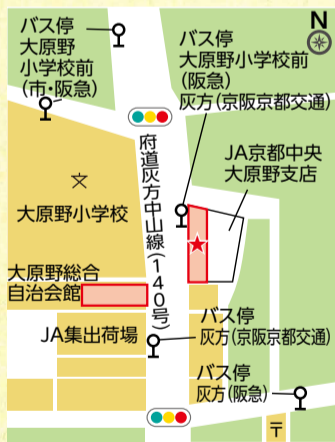 バス停
大原野
小学校前
(市・阪急)
N
バス停
大原野小学校前
(阪急)
灰方(京阪京都交通)
府道灰方中山線(140号)
JA京都中央
大原野支店
文
大原野小学校
大原野総合
自治会館
JA集出荷場
バス停
灰方(京阪京都交通)
バス停
灰方(阪急)
〒